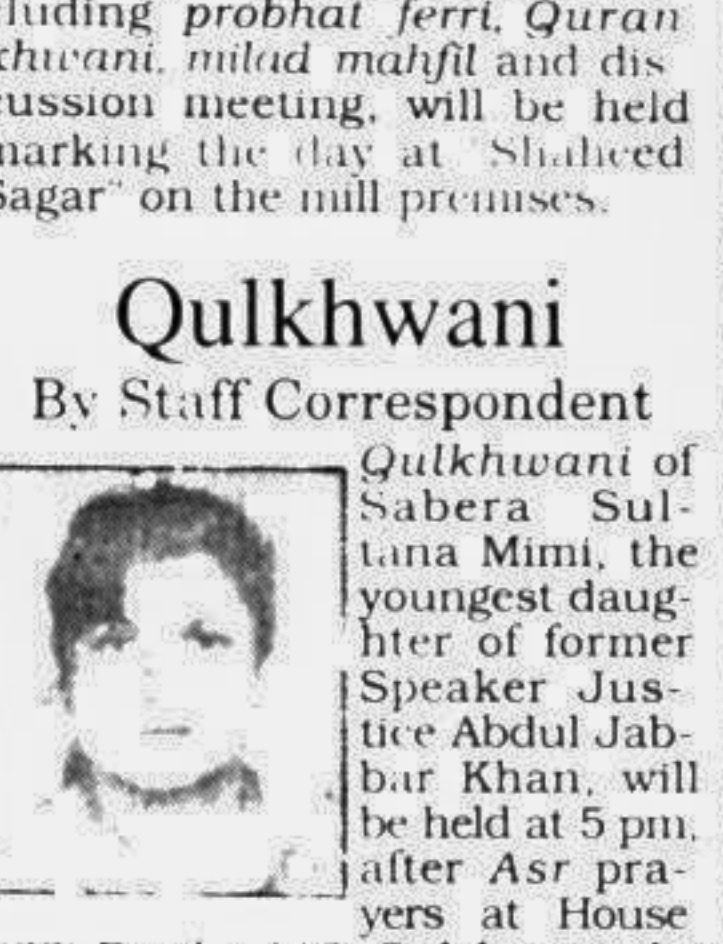 cluding probhat ferri, Quran
khwani, milad mahfil and dis
cussion meeting, will be held
marking the day at "Shaheed
Sagar" on the mill premises.
Qulkhwani
By Staff Correspondent
Qulkhwani of
Sabera Sul-
tana Mimi, the
youngest daug-
hter of former
Speaker Jus-
tice Abdul Jab-
bar Khan, will
be held at 5 pm,
after Asr pra-
yers at House